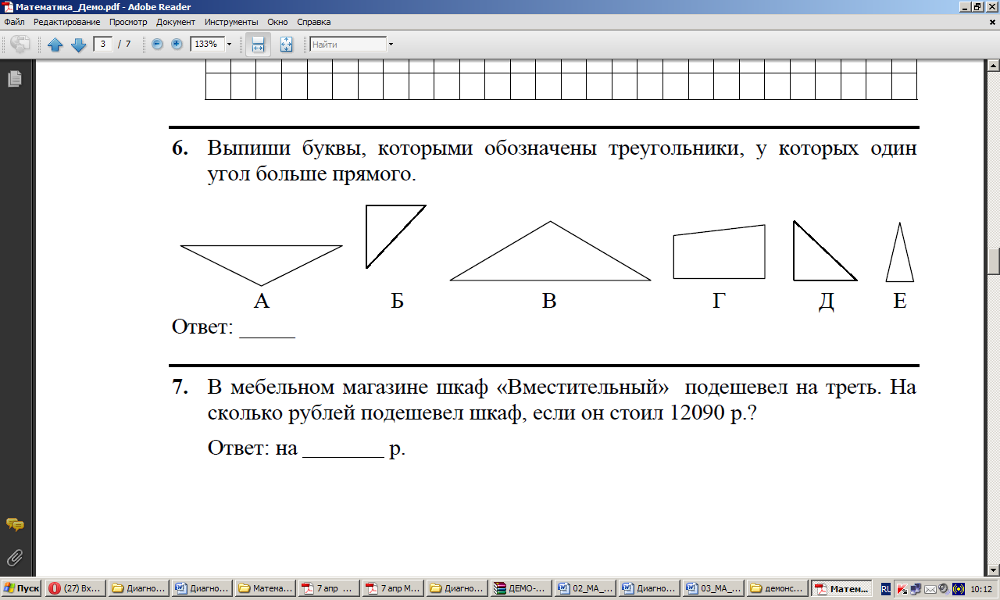 Математика_Демо.pdf - Adobe Reader
Файл Редактирование Просмотр Документ Инструменты Окно Справка
3 / 7 133% Найти
6. Выпиши буквы, которыми обозначены треугольники, у которых один
угол больше прямого.
А Б В Г Д Е
Ответ: _____
7. В мебельном магазине шкаф «Вместительный» подешевел на треть. На
сколько рублей подешевел шкаф, если он стоил 12090 р.?
Ответ: на ________ р.
Пуск (27) Вх... Диагно... Диагно... Матема... 7 апр ... 7 апр М... Диагно... ДЕМО-... 02_МА_... Диагно... 03_МА_... демонс... Матем... RU 10:12